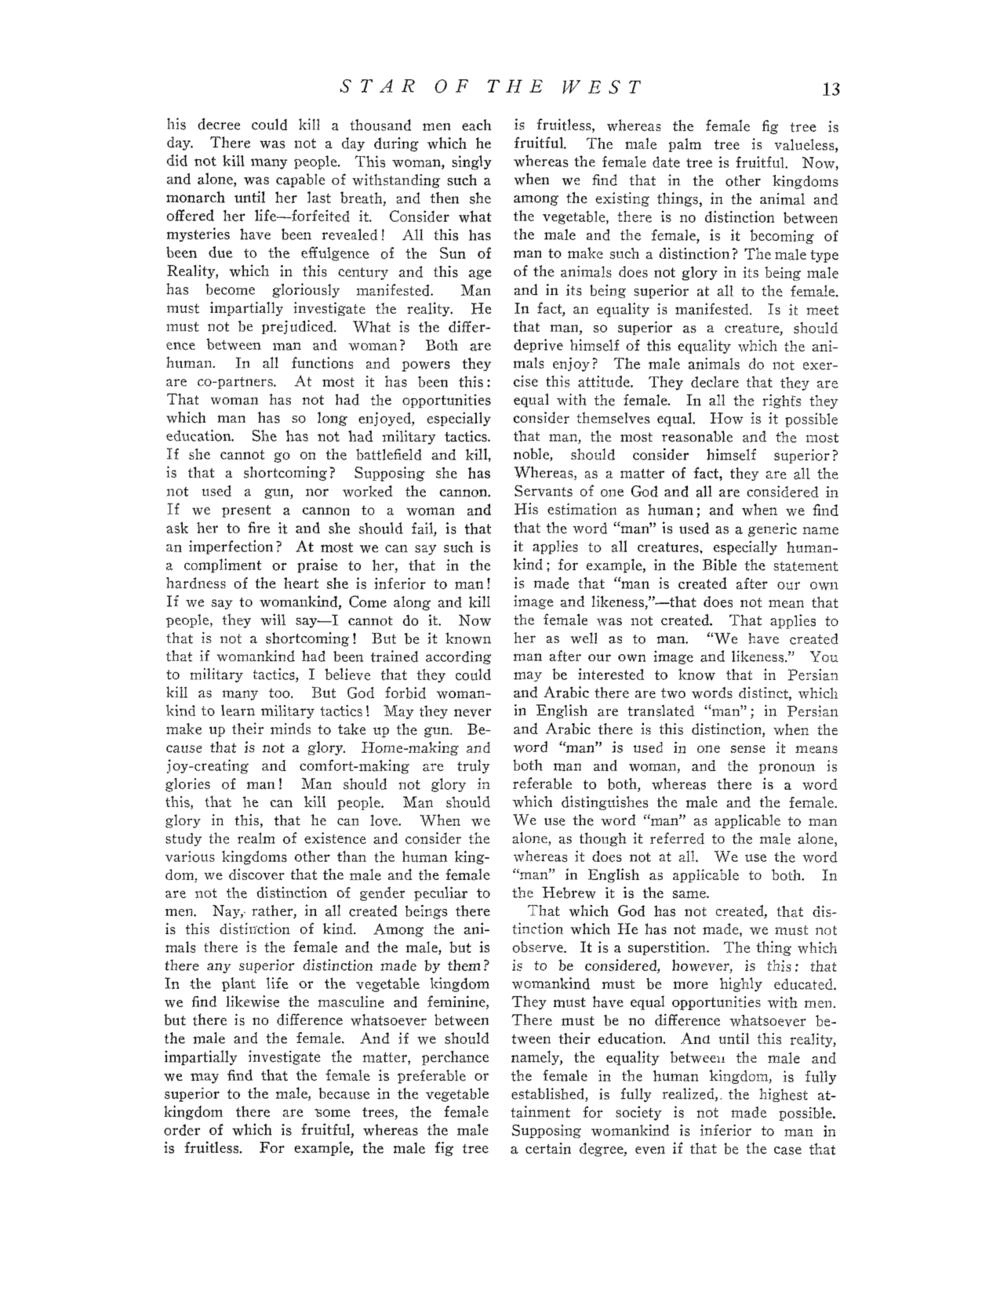 STAR OF THE WEST 13
his decree could kill a thousand men each
day. There was not a day during which he
did not kill many people. This woman, singly
and alone, was capable of withstanding such a
monarch until her last breath, and then she
offered her life—forfeited it. Consider what
mysteries have been revealed! All this has
been due to the effulgence of the Sun of
Reality, which in this century and this age
has become gloriously manifested. Man
must impartially investigate the reality. He
must not be prejudiced. What is the differ-
ence between man and woman? Both are
human. In all functions and powers they
are co-partners. At most it has been this:
That woman has not had the opportunities
which man has so long enjoyed, especially
education. She has not had military tactics.
If she cannot go on the battlefield and kill,
is that a shortcoming? Supposing she has
not used a gun, nor worked the cannon.
If we present a cannon to a woman and
ask her to fire it and she should fail, is that
an imperfection? At most we can say such is
a compliment or praise to her, that in the
hardness of the heart she is inferior to man!
If we say to womankind, Come along and kill
people, they will say—I cannot do it. Now
that is not a shortcoming! But be it known
that if womankind had been trained according
to military tactics, I believe that they could
kill as many too. But God forbid woman-
kind to learn military tactics! May they never
make up their minds to take up the gun. Be-
cause that is not a glory. Home-making and
joy-creating and comfort-making are truly
glories of man! Man should not glory in
this, that he can kill people. Man should
glory in this, that he can love. When we
study the realm of existence and consider the
various kingdoms other than the human king-
dom, we discover that the male and the female
are not the distinction of gender peculiar to
men. Nay, rather, in all created beings there
is this distinction of kind. Among the ani-
mals there is the female and the male, but is
there any superior distinction made by them?
In the plant life or the vegetable kingdom
we find likewise the masculine and feminine,
but there is no difference whatsoever between
the male and the female. And if we should
impartially investigate the matter, perchance
we may find that the female is preferable or
superior to the male, because in the vegetable
kingdom there are some trees, the female
order of which is fruitful, whereas the male
is fruitless. For example, the male fig tree
is fruitless, whereas the female fig tree is
fruitful. The male palm tree is valueless,
whereas the female date tree is fruitful. Now,
when we find that in the other kingdoms
among the existing things, in the animal and
the vegetable, there is no distinction between
the male and the female, is it becoming of
man to make such a distinction? The male type
of the animals does not glory in its being male
and in its being superior at all to the female.
In fact, an equality is manifested. Is it meet
that man, so superior as a creature, should
deprive himself of this equality which the ani-
mals enjoy? The male animals do not exer-
cise this attitude. They declare that they are
equal with the female. In all the rights they
consider themselves equal. How is it possible
that man, the most reasonable and the most
noble, should consider himself superior?
Whereas, as a matter of fact, they are all the
Servants of one God and all are considered in
His estimation as human; and when we find
that the word “man” is used as a generic name
it applies to all creatures, especially human-
kind; for example, in the Bible the statement
is made that “man is created after our own
image and likeness,”—that does not mean that
the female was not created. That applies to
her as well as to man. “We have created
man after our own image and likeness.” You
may be interested to know that in Persian
and Arabic there are two words distinct, which
in English are translated “man”; in Persian
and Arabic there is this distinction, when the
word “man” is used in one sense it means
both man and woman, and the pronoun is
referable to both, whereas there is a word
which distinguishes the male and the female.
We use the word “man” as applicable to man
alone, as though it referred to the male alone,
whereas it does not at all. We use the word
“man” in English as applicable to both. In
the Hebrew it is the same.
That which God has not created, that dis-
tinction which He has not made, we must not
observe. It is a superstition. The thing which
is to be considered, however, is this: that
womankind must be more highly educated.
They must have equal opportunities with men.
There must be no difference whatsoever be-
tween their education. And until this reality,
namely, the equality between the male and
the female in the human kingdom, is fully
established, is fully realized, the highest at-
tainment for society is not made possible.
Supposing womankind is inferior to man in
a certain degree, even if that be the case that